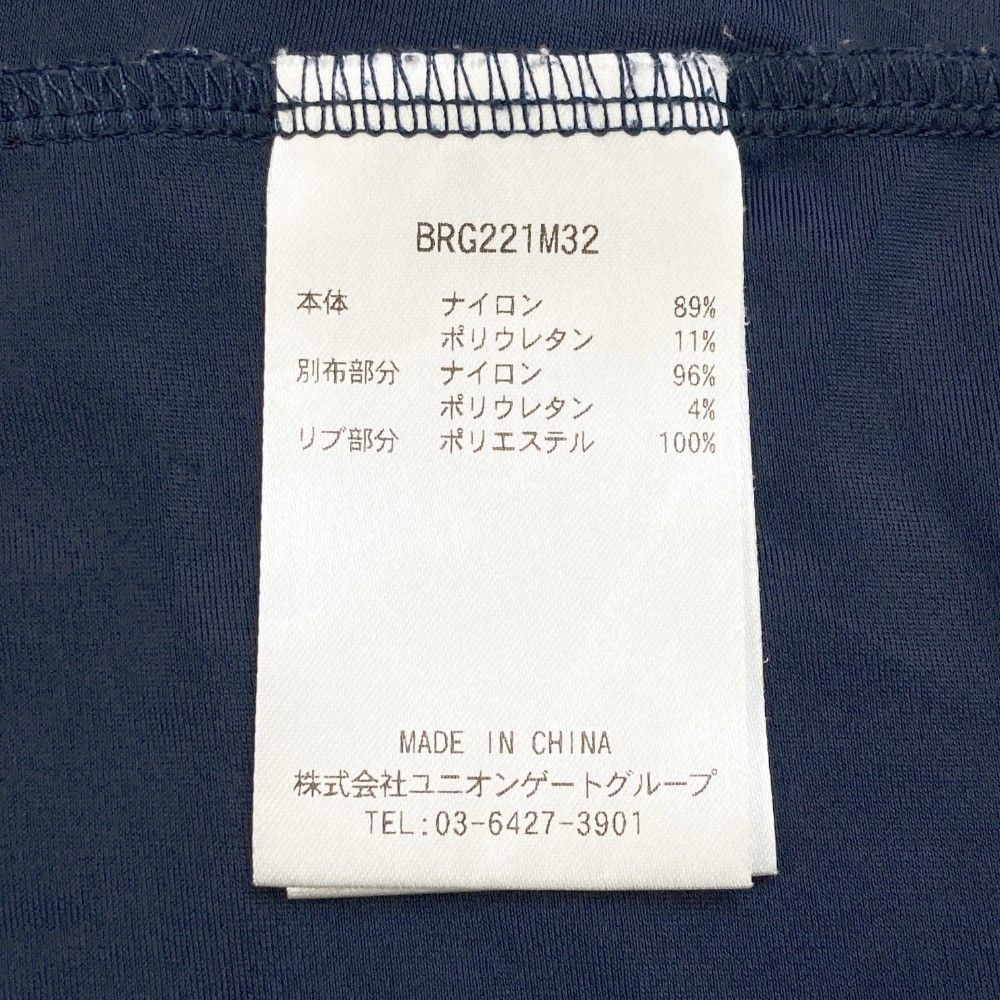 BRG221M32
本体 ナイロン 89%
ポリウレタン 11%
別布部分 ナイロン 96%
ポリウレタン 4%
リブ部分 ポリエステル 100%
MADE IN CHINA
株式会社ユニオンゲートグループ
TEL:03-6427-3901